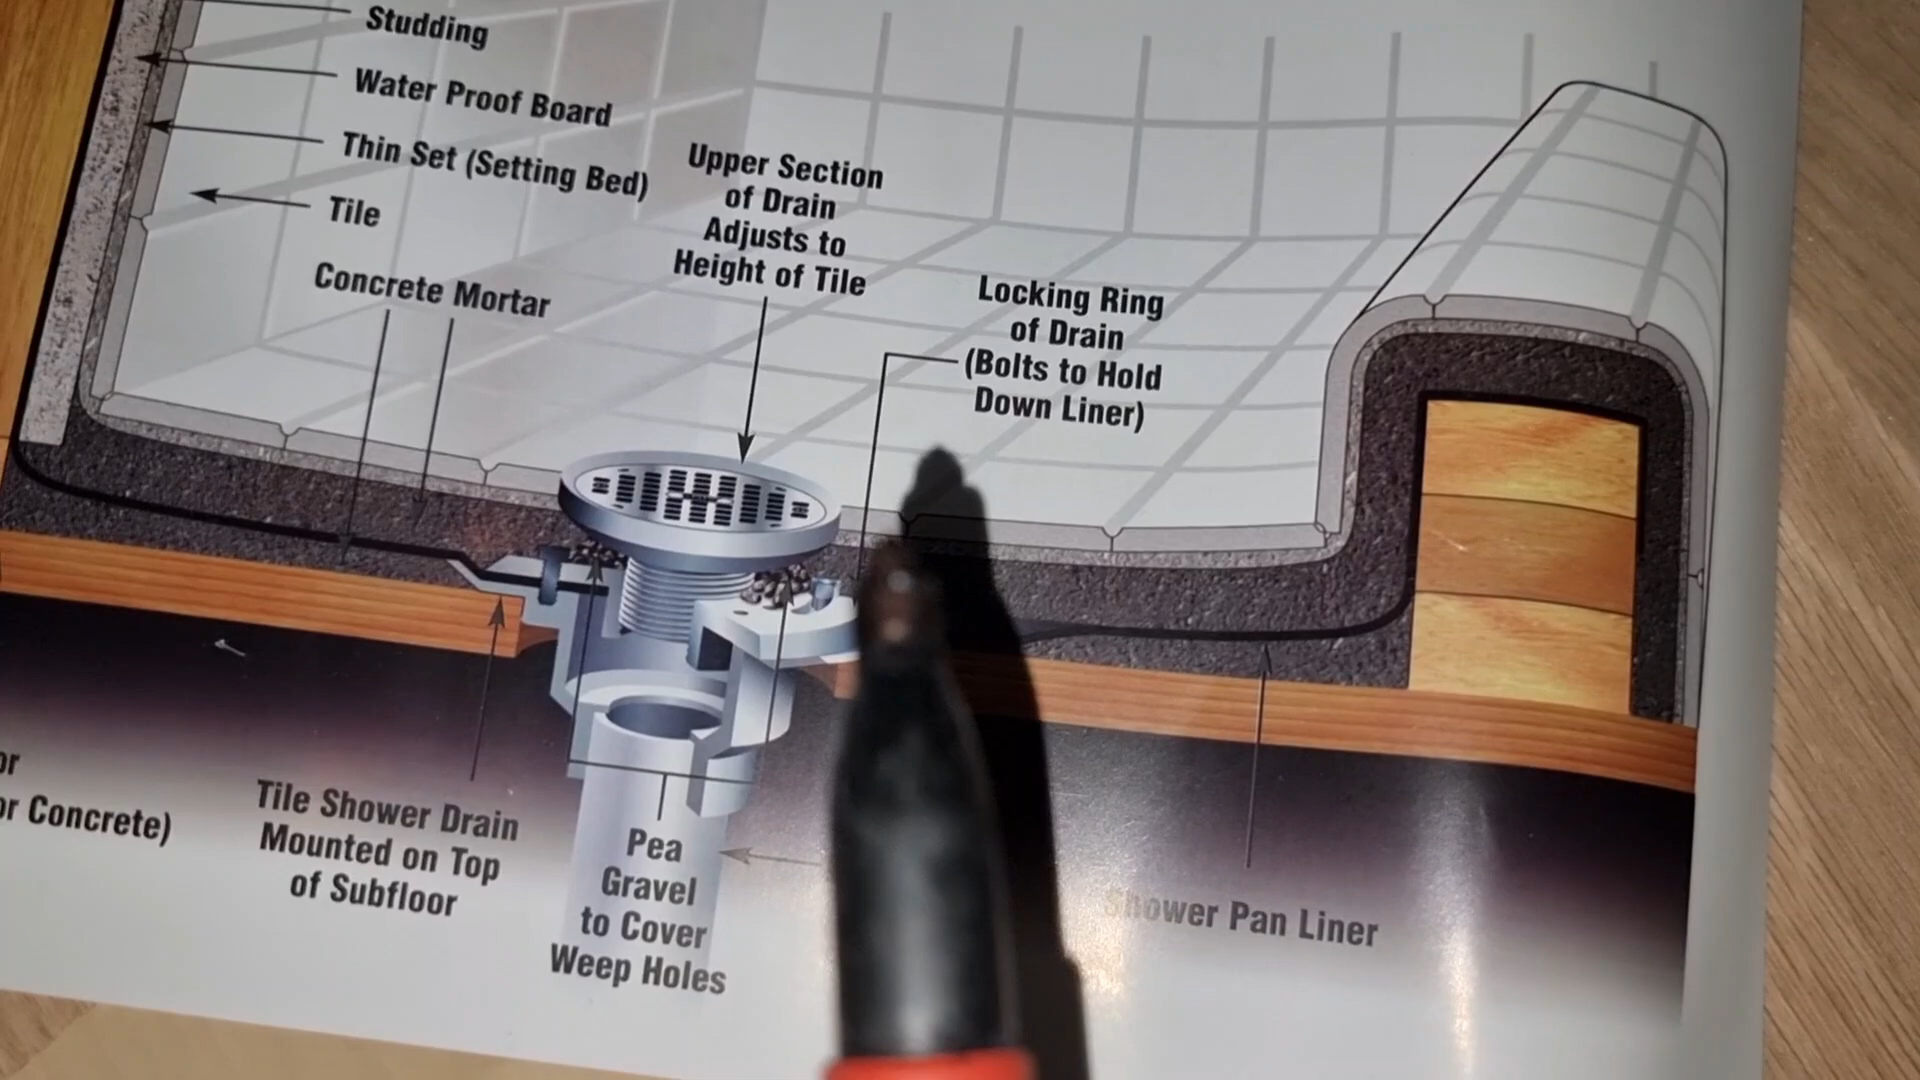 Studding
Water Proof Board
Thin Set (Setting Bed)
Tile
Concrete Mortar
Upper Section
of Drain
Adjusts to
Height of Tile
Locking Ring
of Drain
(Bolts to Hold
Down Liner)
or Concrete)
Tile Shower Drain
Mounted on Top
of Subfloor
Pea
Gravel
to Cover
Weep Holes
Shower Pan Liner